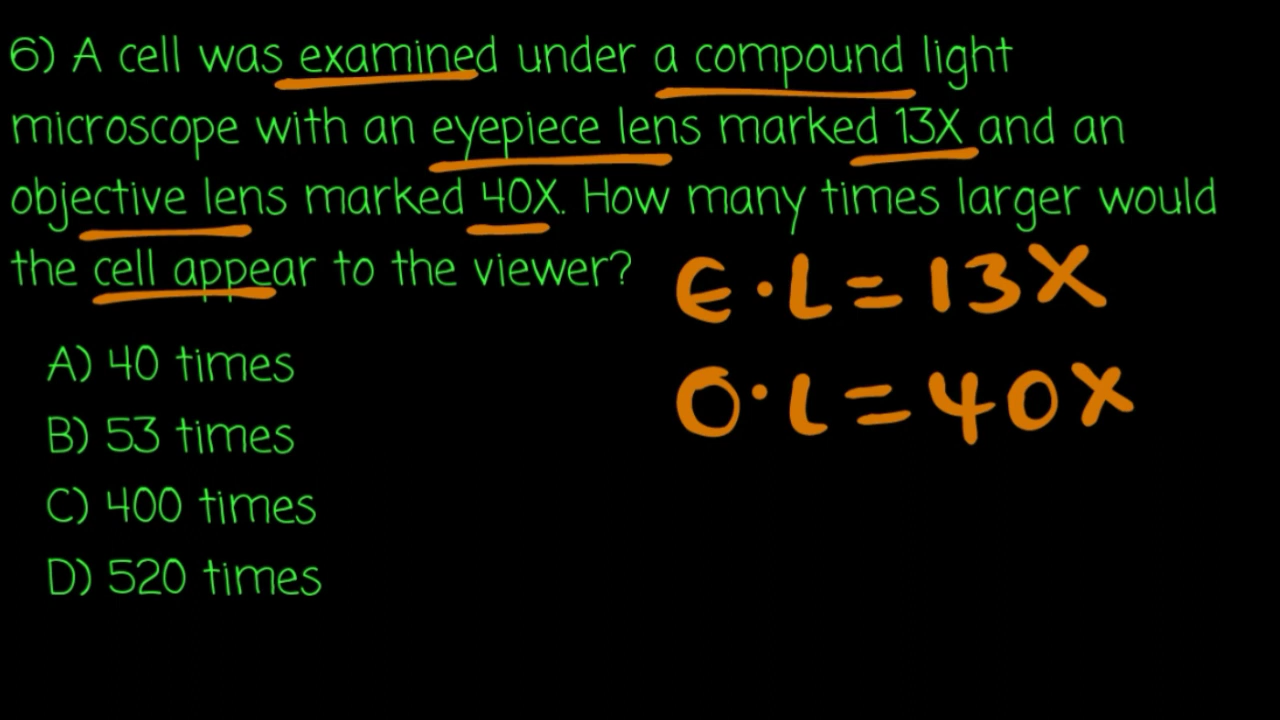 6) A cell was examined under a compound light
microscope with an eyepiece lens marked 13X and an
objective lens marked 40X. How many times larger would
the cell appear to the viewer?
E·L=13X
A) 40 times
O·L=40X
B) 53 times
C) 400 times
D) 520 times